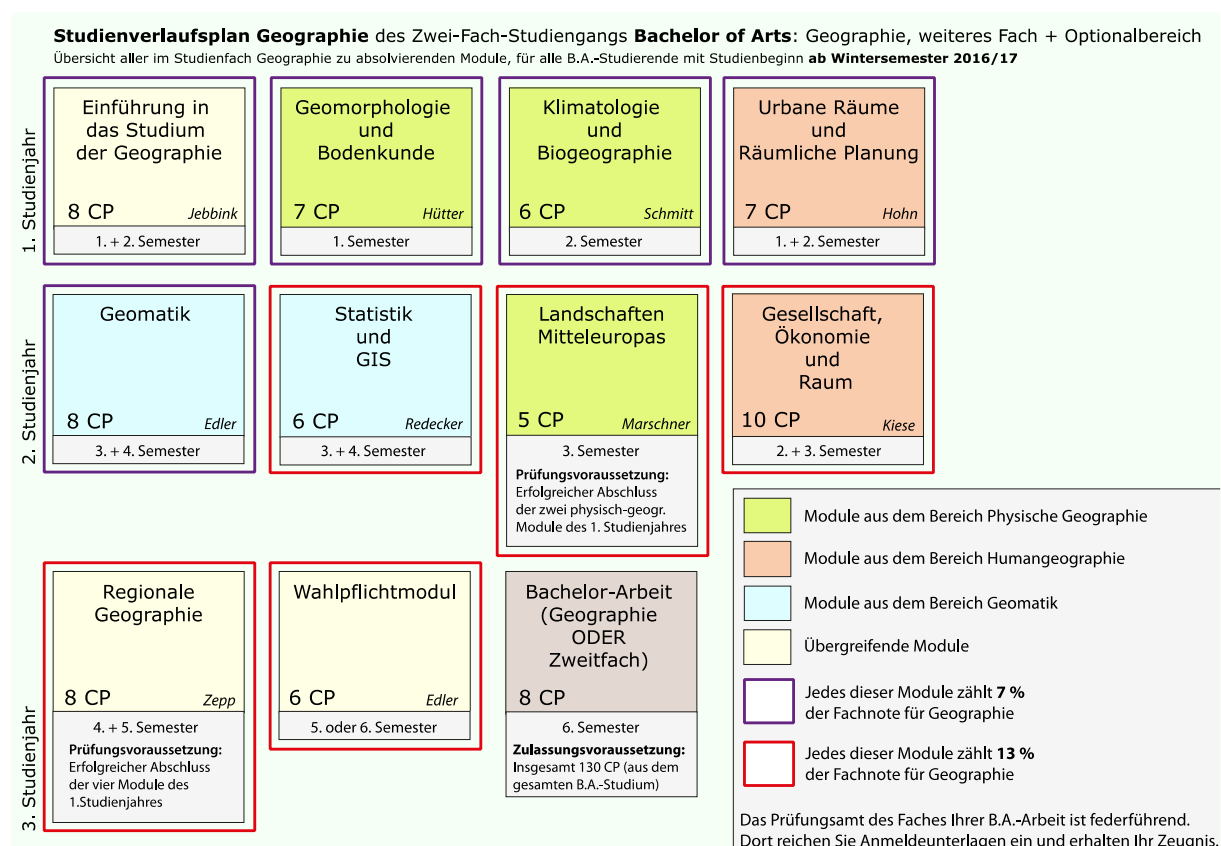 Studienverlaufsplan Geographie des Zwei-Fach-Studiengangs Bachelor of Arts: Geographie, weiteres Fach + Optionalbereich
Übersicht aller im Studienfach Geographie zu absolvierenden Module, für alle B.A.-Studierende mit Studienbeginn ab Wintersemester 2016/17
1. Studienjahr
Einführung in
das Studium
der Geographie
8 CP Jebbink
1. + 2. Semester
Geomorphologie
und
Bodenkunde
7 CP Hütter
1. Semester
Klimatologie
und
Biogeographie
6 CP Schmitt
2. Semester
Urbane Räume
und
Räumliche Planung
7 CP Hohn
1. + 2. Semester
2. Studienjahr
Geomatik
8 CP Edler
3. + 4. Semester
Statistik
und
GIS
6 CP Redecker
3. + 4. Semester
Landschaften
Mitteleuropas
5 CP Marschner
3. Semester
Prüfungsvoraussetzung:
Erfolgreicher Abschluss
der zwei physisch-geogr.
Module des 1. Studienjahres
Gesellschaft,
Ökonomie
und
Raum
10 CP Kiese
2. + 3. Semester
3. Studienjahr
Regionale
Geographie
8 CP Zepp
4. + 5. Semester
Prüfungsvoraussetzung:
Erfolgreicher Abschluss
der vier Module des
1.Studienjahres
Wahlpflichtmodul
6 CP Edler
5. oder 6. Semester
Bachelor-Arbeit
(Geographie
ODER
Zweitfach)
8 CP
6. Semester
Zulassungsvoraussetzung:
Insgesamt 130 CP (aus dem
gesamten B.A.-Studium)
Module aus dem Bereich Physische Geographie
Module aus dem Bereich Humangeographie
Module aus dem Bereich Geomatik
Übergreifende Module
Jedes dieser Module zählt 7 %
der Fachnote für Geographie
Jedes dieser Module zählt 13 %
der Fachnote für Geographie
Das Prüfungsamt des Faches Ihrer B.A.-Arbeit ist federführend.
Dort reichen Sie Anmeldeunterlagen ein und erhalten Ihr Zeugnis.